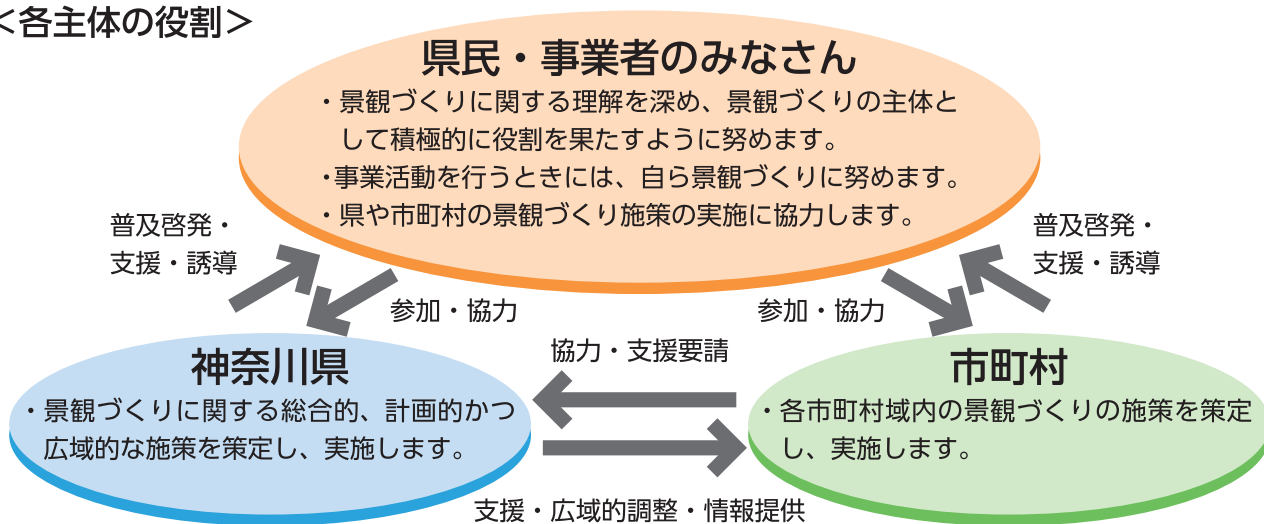 ＜各主体の役割＞
県民・事業者のみなさん
・景観づくりに関する理解を深め、景観づくりの主体と
して積極的に役割を果たすように努めます。
・事業活動を行うときには、自ら景観づくりに努めます。
・県や市町村の景観づくり施策の実施に協力します。
普及啓発・
支援・誘導
参加・協力
参加・協力
普及啓発・
支援・誘導
協力・支援要請
神奈川県
・景観づくりに関する総合的、計画的かつ
広域的な施策を策定し、実施します。
市町村
・各市町村域内の景観づくりの施策を策定
し、実施します。
支援・広域的調整・情報提供